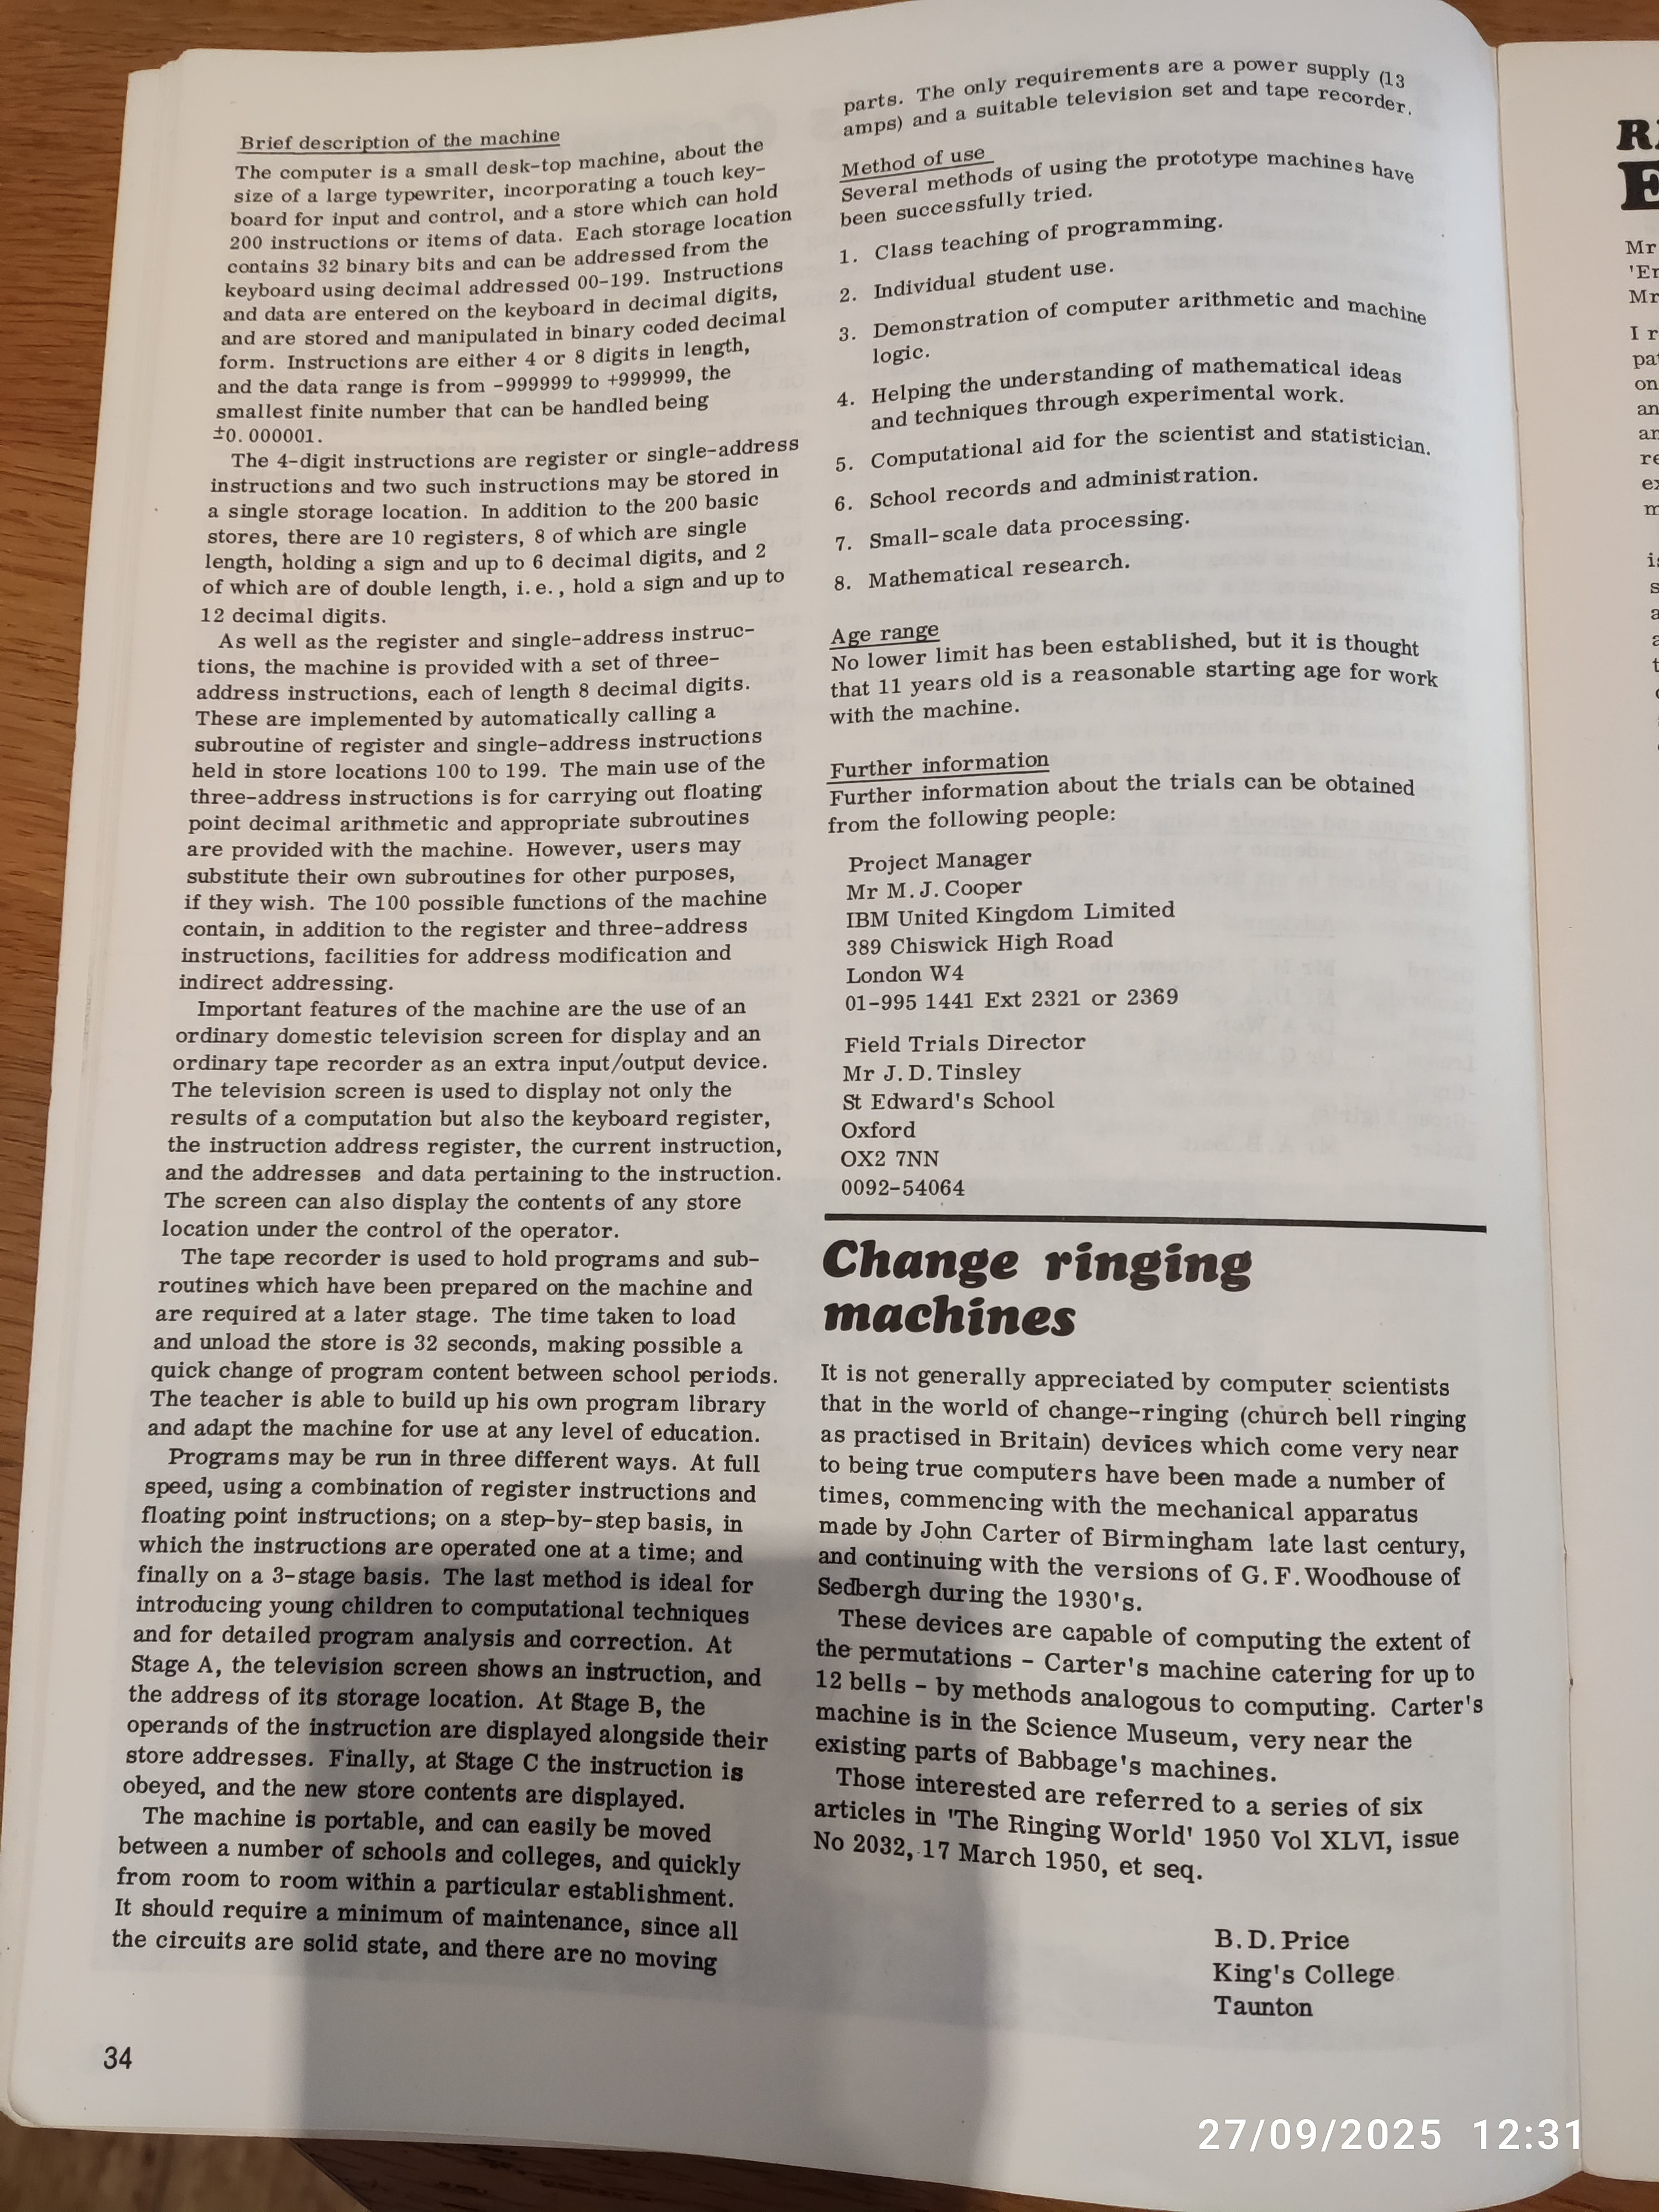 Brief description of the machine
The computer is a small desk-top machine, about the
size of a large typewriter, incorporating a touch key-
board for input and control, and a store which can hold
200 instructions or items of data. Each storage location
contains 32 binary bits and can be addressed from the
keyboard using decimal addressed 00-199. Instructions
and data are entered on the keyboard in decimal digits,
and are stored and manipulated in binary coded decimal
form. Instructions are either 4 or 8 digits in length,
and the data range is from -999999 to +999999, the
smallest finite number that can be handled being
±0.000001.
The 4-digit instructions are register or single-address
instructions and two such instructions may be stored in
a single storage location. In addition to the 200 basic
stores, there are 10 registers, 8 of which are single
length, holding a sign and up to 6 decimal digits, and 2
of which are of double length, i.e., hold a sign and up to
12 decimal digits.
As well as the register and single-address instruc-
tions, the machine is provided with a set of three-
address instructions, each of length 8 decimal digits.
These are implemented by automatically calling a
subroutine of register and single-address instructions
held in store locations 100 to 199. The main use of the
three-address instructions is for carrying out floating
point decimal arithmetic and appropriate subroutines
are provided with the machine. However, users may
substitute their own subroutines for other purposes,
if they wish. The 100 possible functions of the machine
contain, in addition to the register and three-address
instructions, facilities for address modification and
indirect addressing.
Important features of the machine are the use of an
ordinary domestic television screen for display and an
ordinary tape recorder as an extra input/output device.
The television screen is used to display not only the
results of a computation but also the keyboard register,
the instruction address register, the current instruction,
and the addresses and data pertaining to the instruction.
The screen can also display the contents of any store
location under the control of the operator.
The tape recorder is used to hold programs and sub-
routines which have been prepared on the machine and
are required at a later stage. The time taken to load
and unload the store is 32 seconds, making possible a
quick change of program content between school periods.
The teacher is able to build up his own program library
and adapt the machine for use at any level of education.
Programs may be run in three different ways. At full
speed, using a combination of register instructions and
floating point instructions; on a step-by-step basis, in
which the instructions are operated one at a time; and
finally on a 3-stage basis. The last method is ideal for
introducing young children to computational techniques
and for detailed program analysis and correction. At
Stage A, the television screen shows an instruction, and
the address of its storage location. At Stage B, the
operands of the instruction are displayed alongside their
store addresses. Finally, at Stage C the instruction is
obeyed, and the new store contents are displayed.
The machine is portable, and can easily be moved
between a number of schools and colleges, and quickly
from room to room within a particular establishment.
It should require a minimum of maintenance, since all
the circuits are solid state, and there are no moving
34
parts. The only requirements are a power supply (13
amps) and a suitable television set and tape recorder.
Method of use
Several methods of using the prototype machines have
been successfully tried.
1. Class teaching of programming.
2. Individual student use.
3. Demonstration of computer arithmetic and machine
logic.
4. Helping the understanding of mathematical ideas
and techniques through experimental work.
5. Computational aid for the scientist and statistician.
6. School records and administration.
7. Small-scale data processing.
8. Mathematical research.
Age range
No lower limit has been established, but it is thought
that 11 years old is a reasonable starting age for work
with the machine.
Further information
Further information about the trials can be obtained
from the following people:
Project Manager
Mr M.J. Cooper
IBM United Kingdom Limited
389 Chiswick High Road
London W4
01-995 1441 Ext 2321 or 2369
Field Trials Director
Mr J.D. Tinsley
St Edward's School
Oxford
OX2 7NN
0092-54064
Change ringing
machines
It is not generally appreciated by computer scientists
that in the world of change-ringing (church bell ringing
as practised in Britain) devices which come very near
to being true computers have been made a number of
times, commencing with the mechanical apparatus
made by John Carter of Birmingham late last century,
and continuing with the versions of G.F. Woodhouse of
Sedbergh during the 1930's.
These devices are capable of computing the extent of
the permutations - Carter's machine catering for up to
12 bells - by methods analogous to computing. Carter's
machine is in the Science Museum, very near the
existing parts of Babbage's machines.
Those interested are referred to a series of six
articles in 'The Ringing World' 1950 Vol XLVI, issue
No 2032, 17 March 1950, et seq.
B.D. Price
King's College
Taunton
Mr
'Er
Mr
I r
27/09/2025 12:31